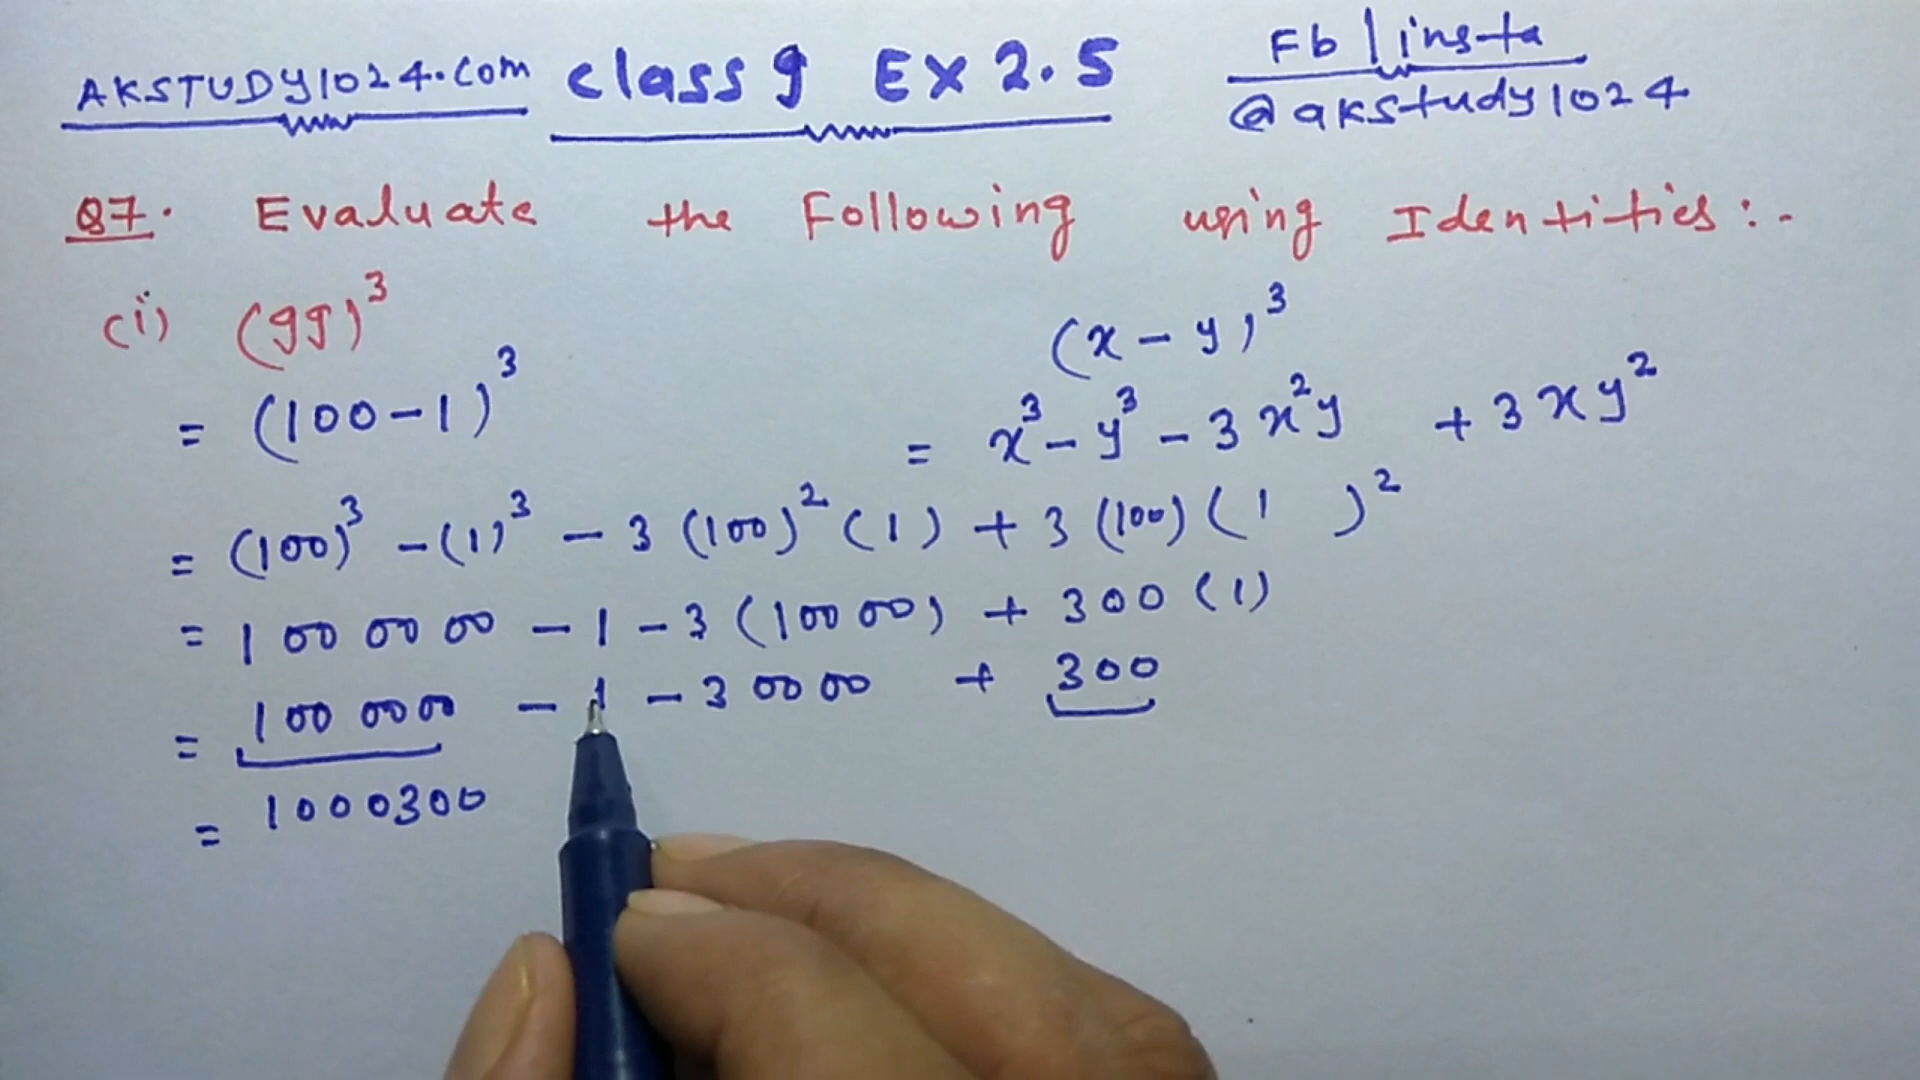 AKSTUDY1024.com class 9 EX 2.5 Fb | insta
@akstudy1024
Q7. Evaluate the Following using Identities:-
(i) (99)³
(x - y)³
= (100-1)³
= x³ - y³ - 3x²y + 3xy²
= (100)³ - (1)³ - 3 (100)² (1) + 3 (100) (1 )²
= 1000000 - 1 - 3 (10000) + 300 (1)
= 1000000 - 1 - 30000 + 300
= 1000300